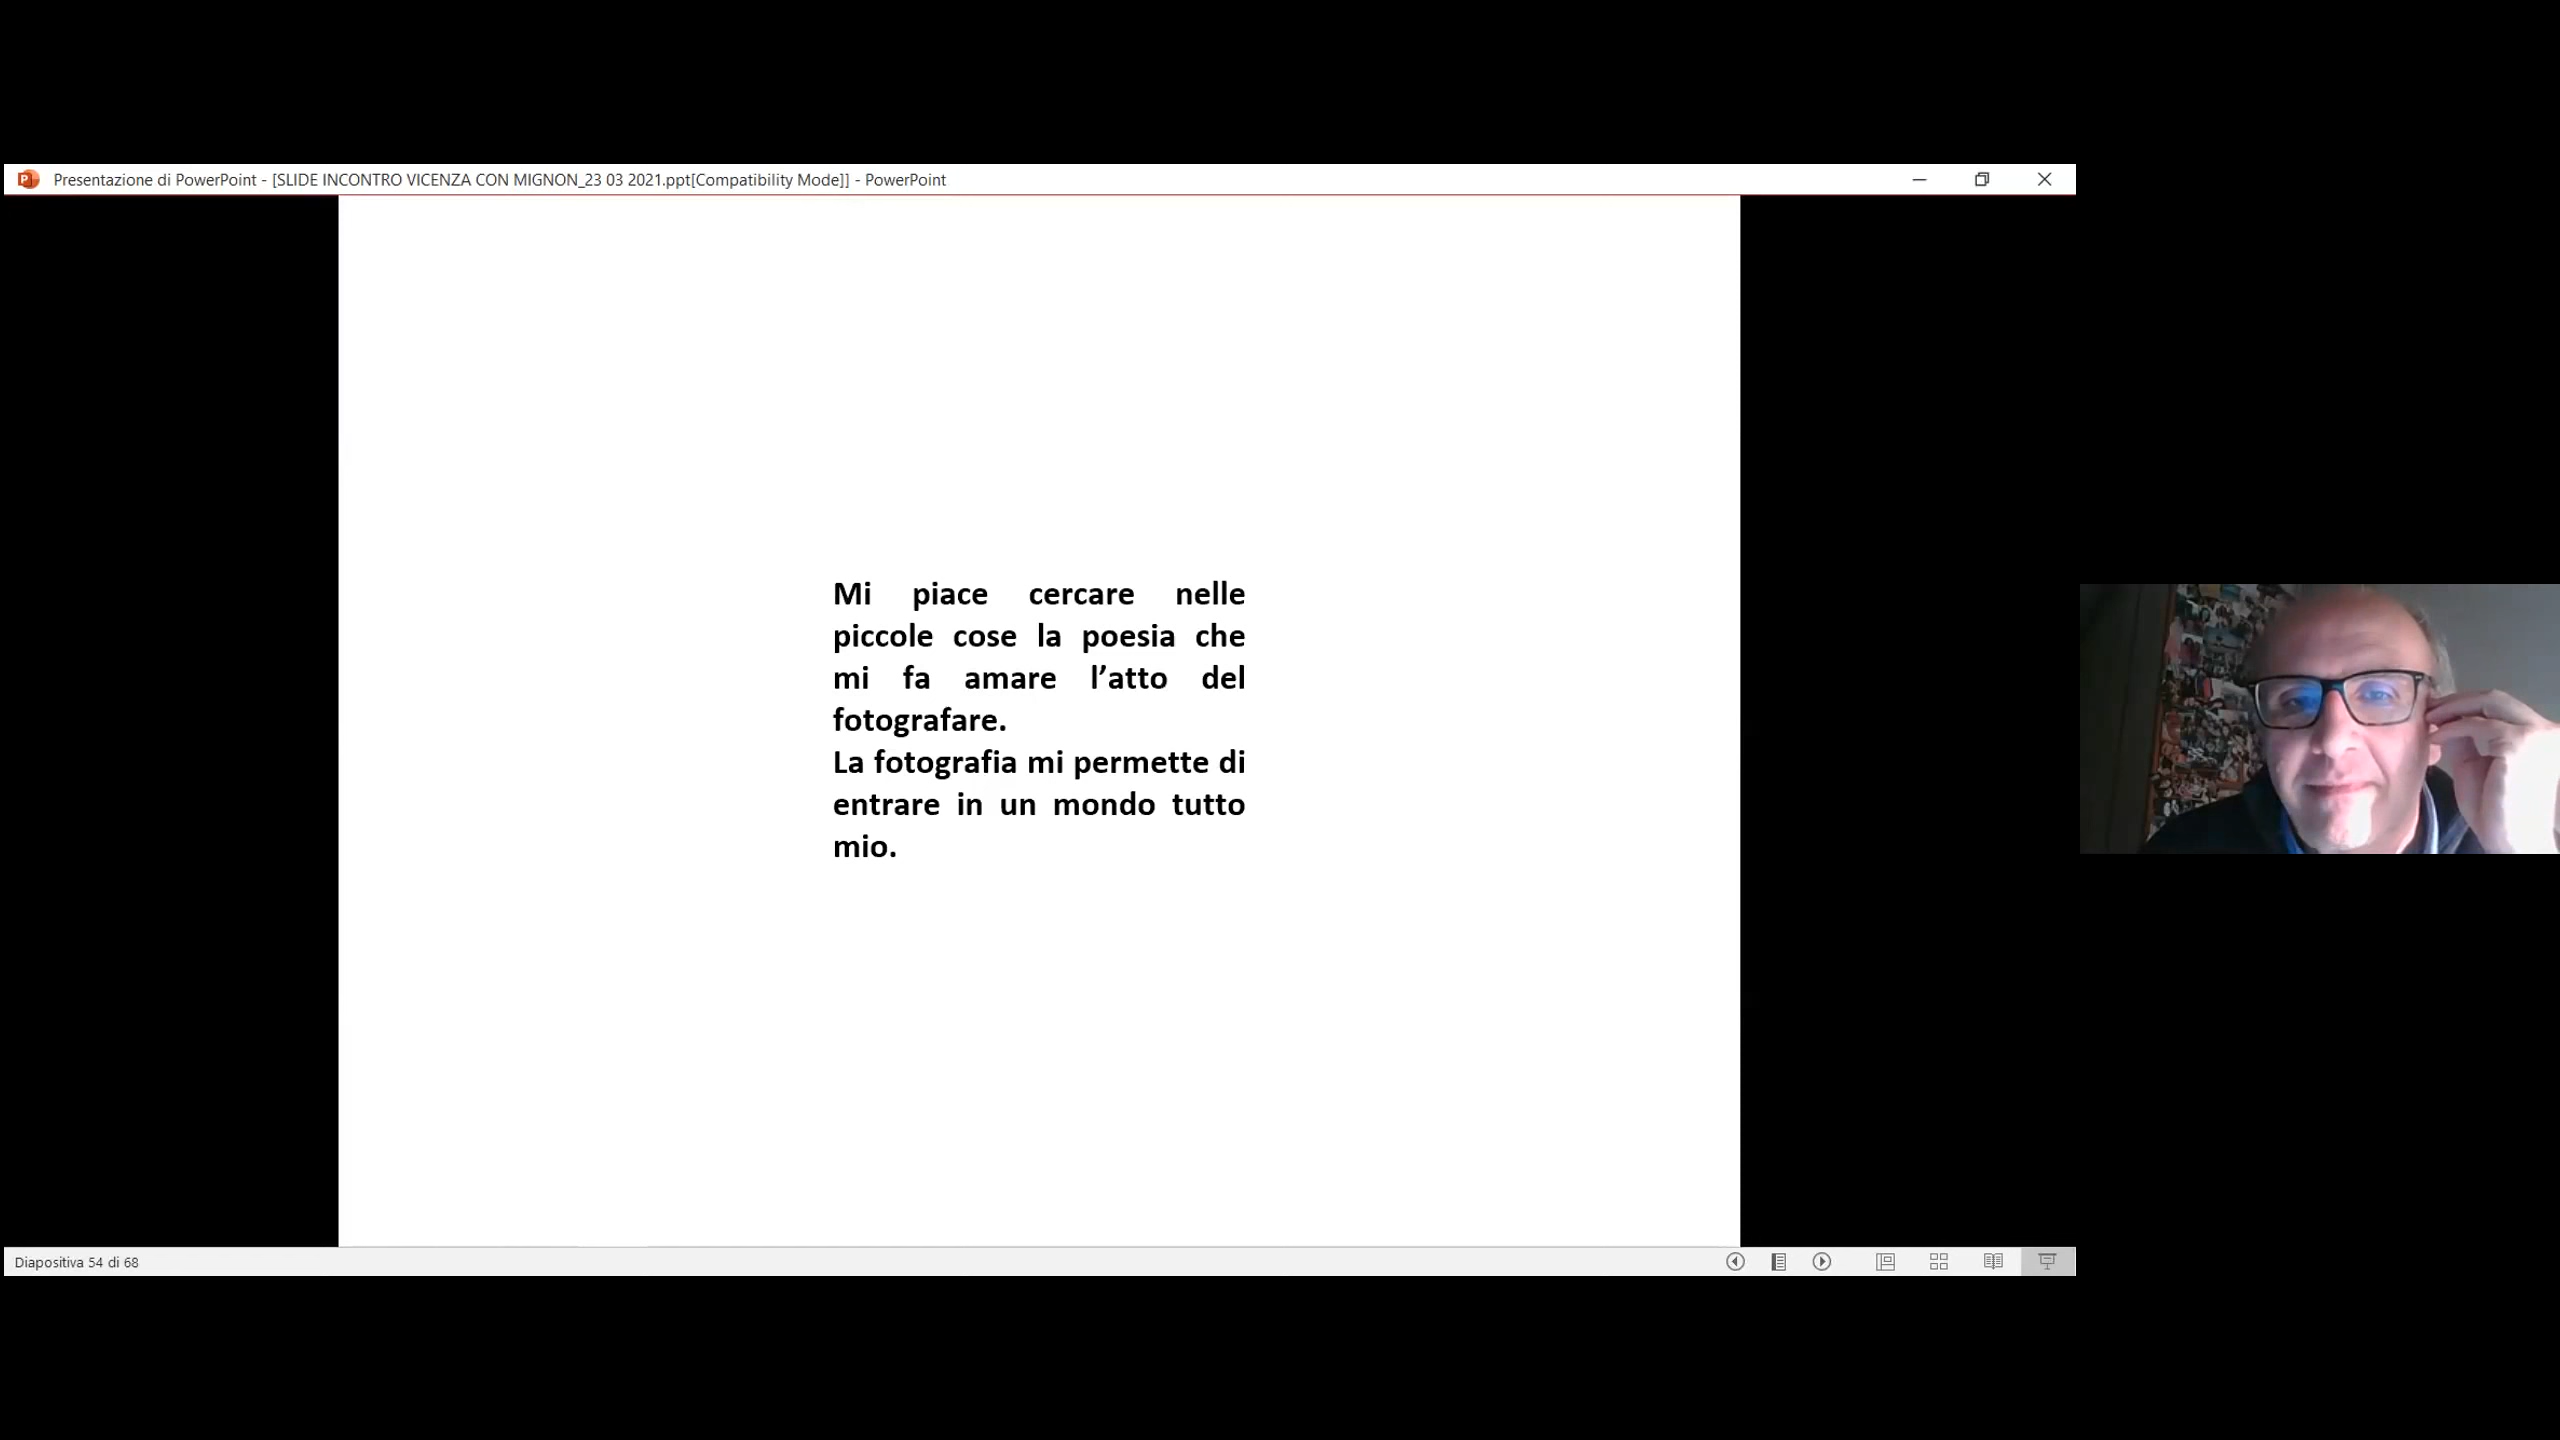 Presentazione di PowerPoint - [SLIDE INCONTRO VICENZA CON MIGNON_23 03 2021.ppt[Compatibility Mode]] - PowerPoint
Mi piace cercare nelle
piccole cose la poesia che
mi fa amare l’atto del
fotografare.
La fotografia mi permette di
entrare in un mondo tutto
mio.
Diapositiva 54 di 68